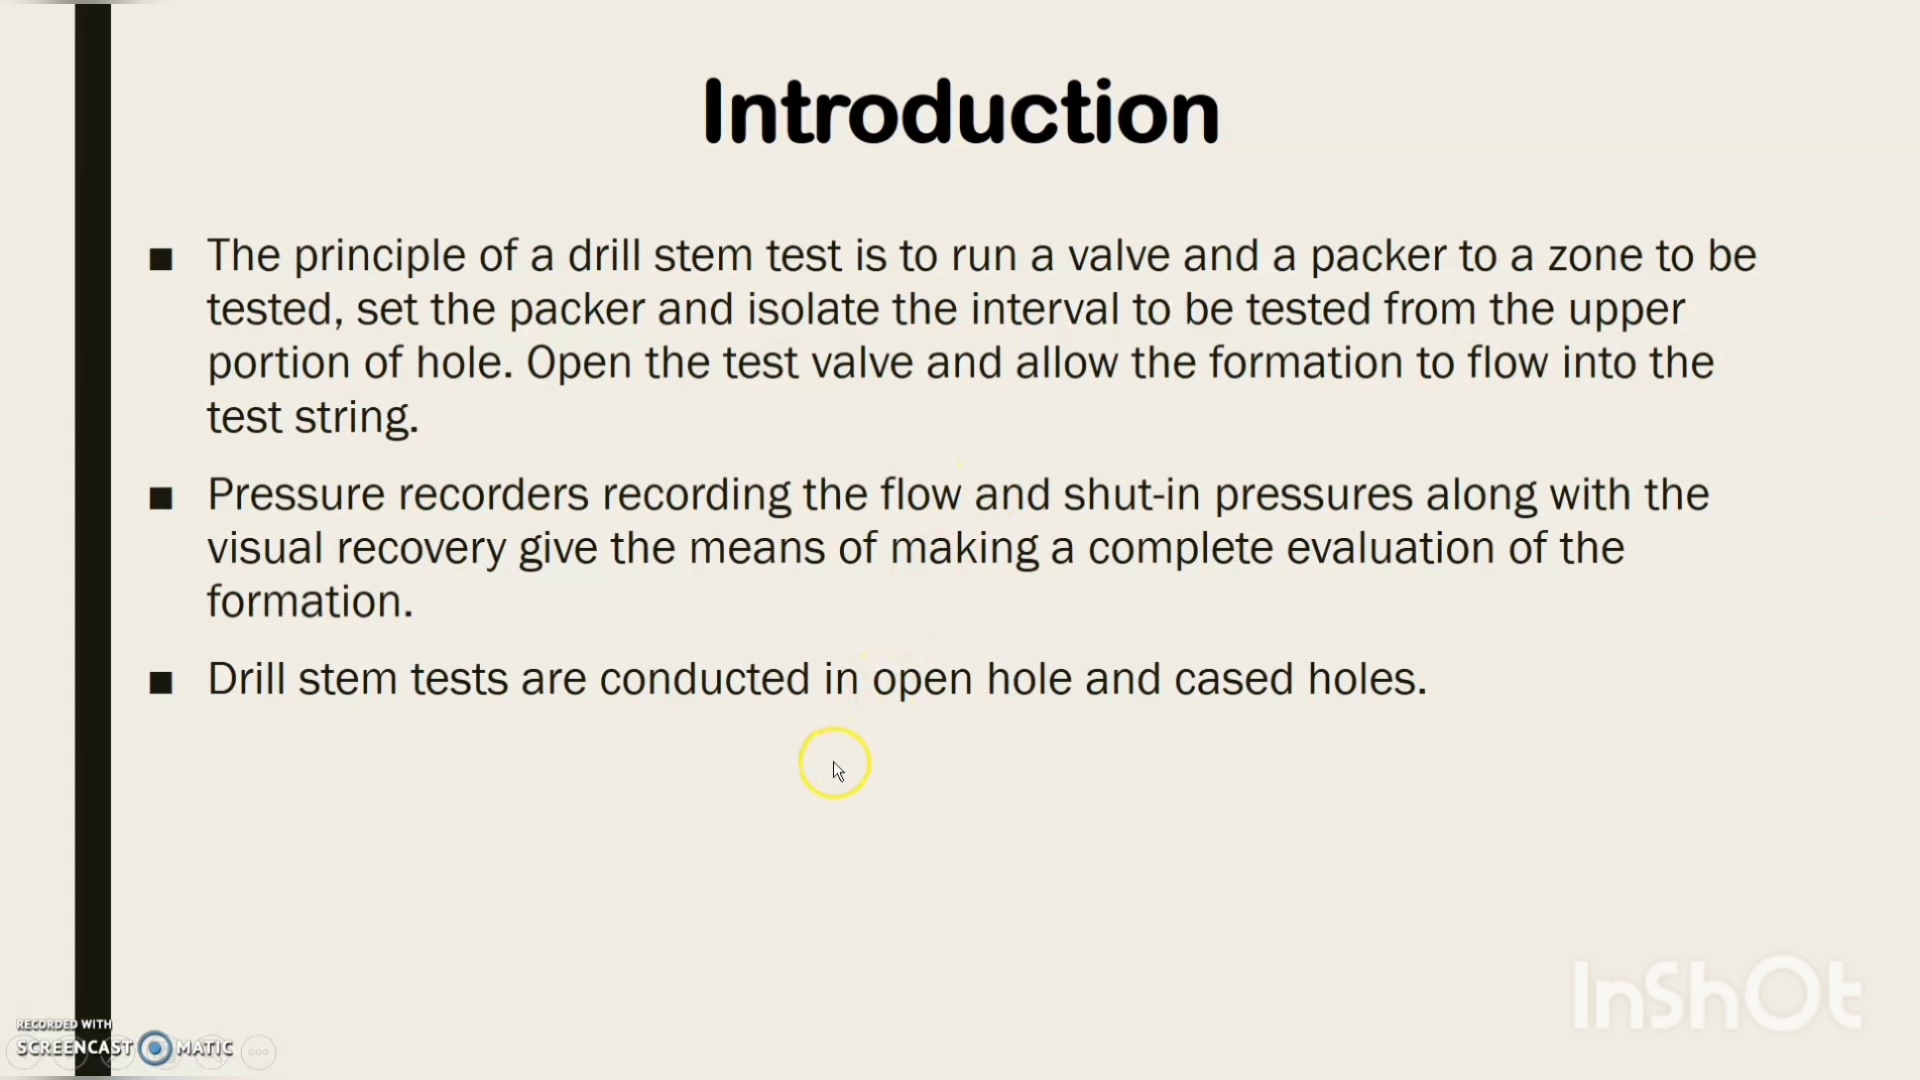 Introduction
■ The principle of a drill stem test is to run a valve and a packer to a zone to be
tested, set the packer and isolate the interval to be tested from the upper
portion of hole. Open the test valve and allow the formation to flow into the
test string.
■ Pressure recorders recording the flow and shut-in pressures along with the
visual recovery give the means of making a complete evaluation of the
formation.
■ Drill stem tests are conducted in open hole and cased holes.
InShOt
RECORDED WITH
SCREENCAST MATIC